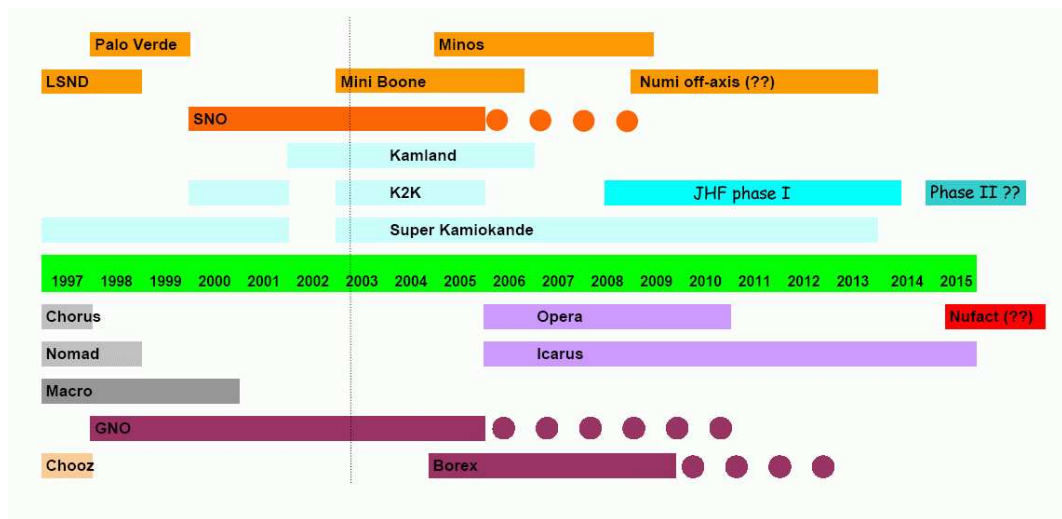 Palo Verde Minos
LSND Mini Boone Numi off-axis (??)
SNO
Kamland
K2K JHF phase I Phase II ??
Super Kamiokande
1997 1998 1999 2000 2001 2002 2003 2004 2005 2006 2007 2008 2009 2010 2011 2012 2013 2014 2015
Chorus Opera Nufact (??)
Nomad Icarus
Macro
GNO
Chooz Borex